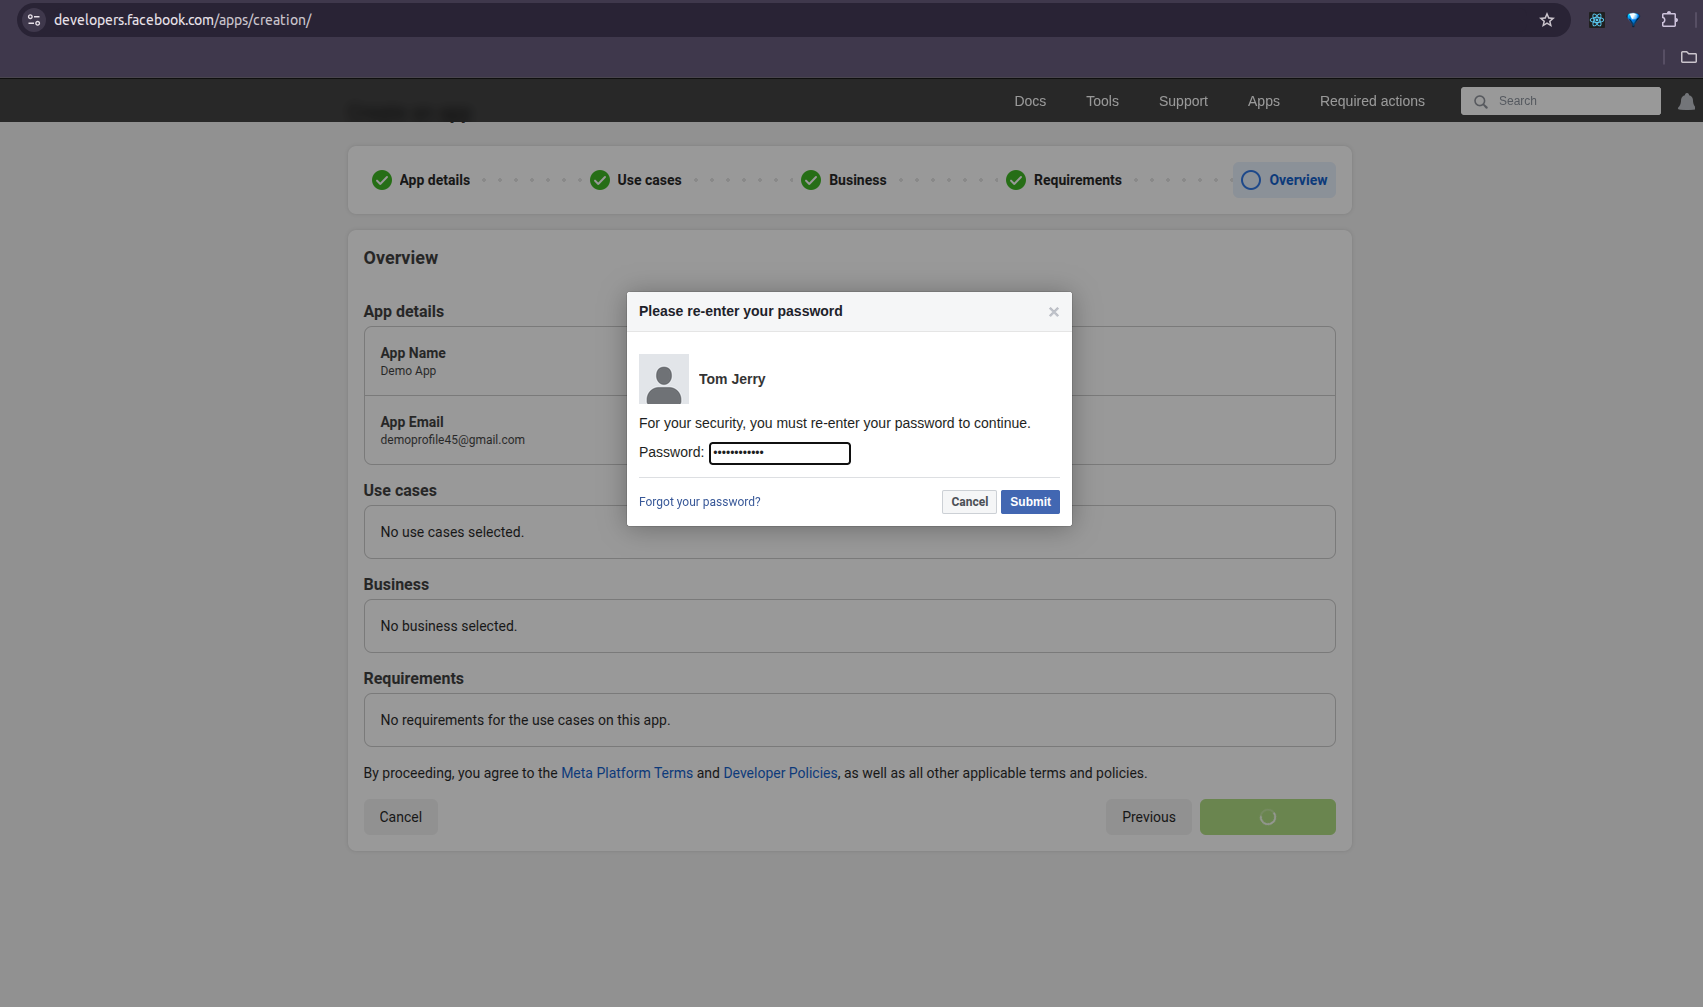 developers.facebook.com/apps/creation/
Docs Tools Support Apps Required actions Search
App details Use cases Business Requirements Overview
Overview
App details
App Name
Demo App
App Email
demoprofile45@gmail.com
Please re-enter your password
Tom Jerry
For your security, you must re-enter your password to continue.
Password: ••••••••••••
Forgot your password? Cancel Submit
Use cases
No use cases selected.
Business
No business selected.
Requirements
No requirements for the use cases on this app.
By proceeding, you agree to the Meta Platform Terms and Developer Policies, as well as all other applicable terms and policies.
Cancel Previous